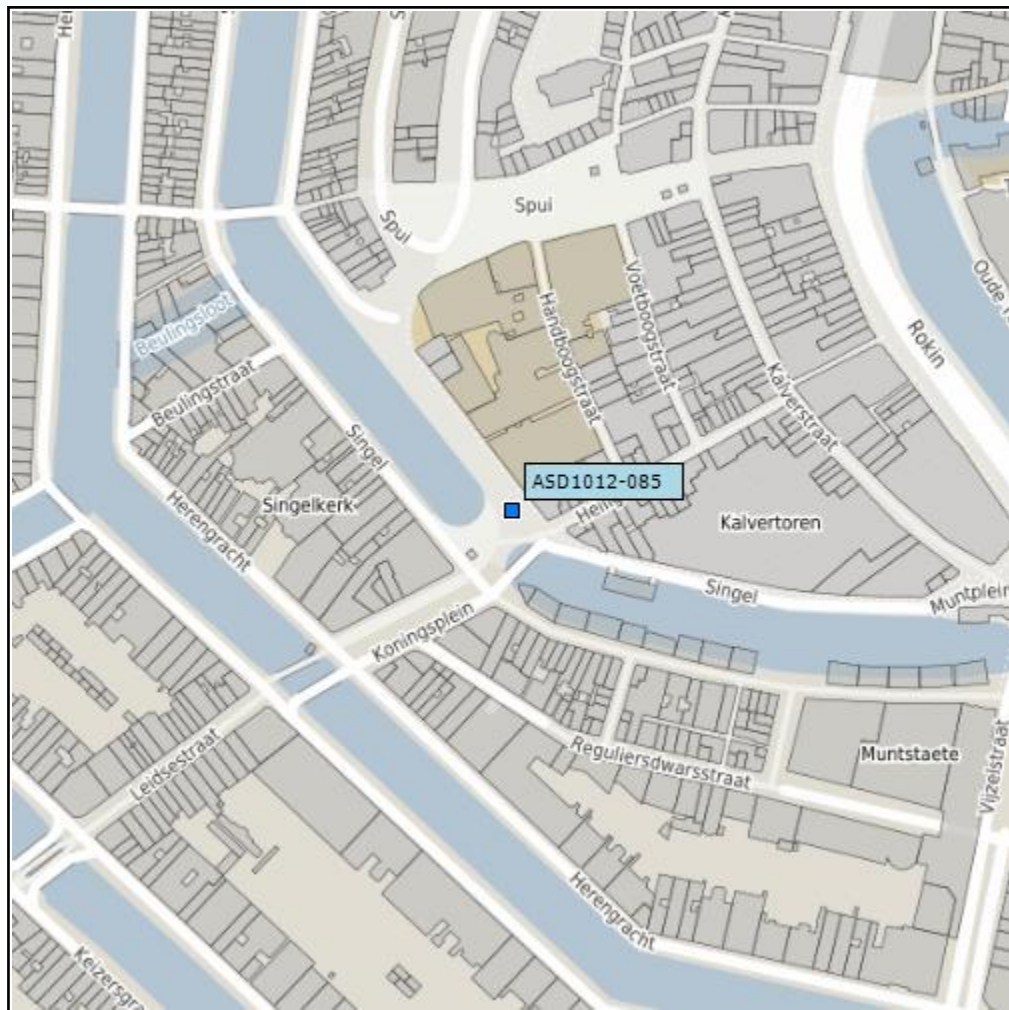 Spui
Spui
Oude
Beulingsloot
Handboogstraat
Voetboogstraat
Rokin
Beulingstraat
Kalverstraat
Singel
ASD1012-085
Singelkerk
Herengracht
Kalvertoren
Singel
Muntplein
Koningsplein
Leidsestraat
Reguliersdwarsstraat
Muntstaete
Vijzelstraat
Herengracht